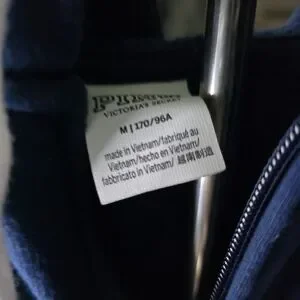 PINK
VICTORIA'S SECRET
M | 170/96A
made in Vietnam/fabriqué au
Vietnam/hecho en Vietnam/
fabbricato in Vietnam/ 越南制造